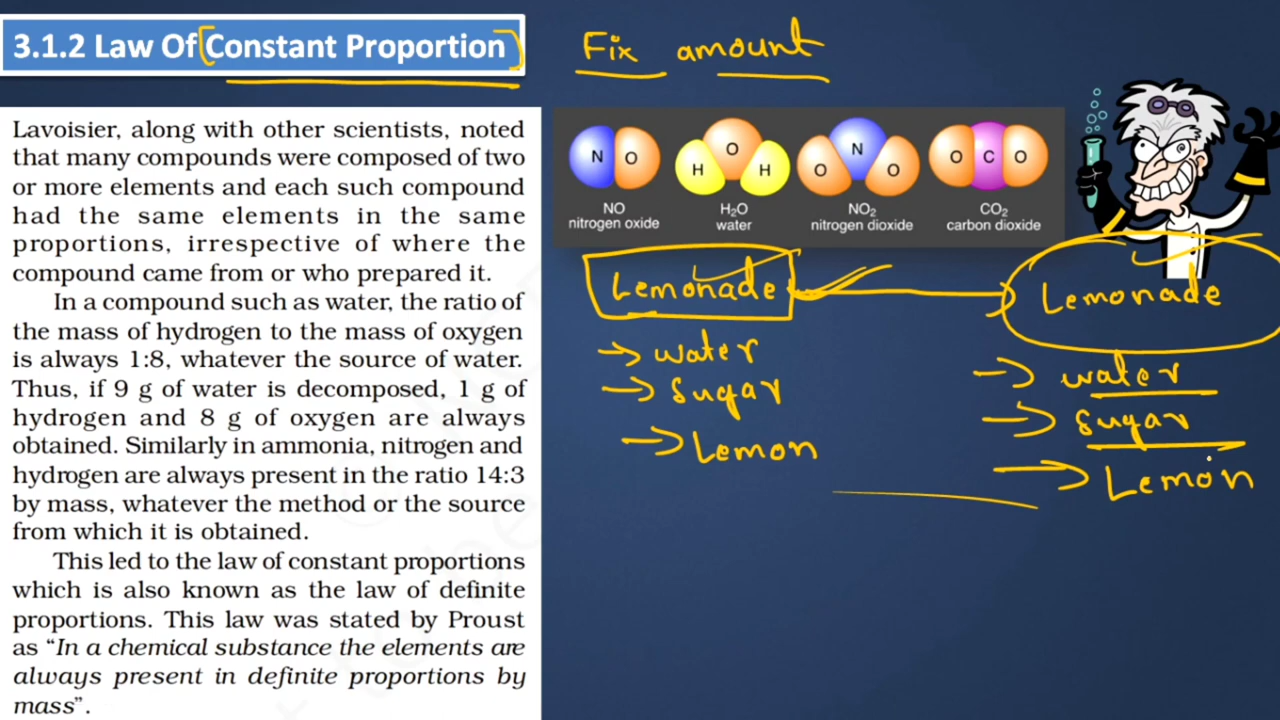 3.1.2 Law Of Constant Proportion
Fix amount
Lavoisier, along with other scientists, noted
that many compounds were composed of two
or more elements and each such compound
had the same elements in the same
proportions, irrespective of where the
compound came from or who prepared it.
In a compound such as water, the ratio of
the mass of hydrogen to the mass of oxygen
is always 1:8, whatever the source of water.
Thus, if 9 g of water is decomposed, 1 g of
hydrogen and 8 g of oxygen are always
obtained. Similarly in ammonia, nitrogen and
hydrogen are always present in the ratio 14:3
by mass, whatever the method or the source
from which it is obtained.
This led to the law of constant proportions
which is also known as the law of definite
proportions. This law was stated by Proust
as “In a chemical substance the elements are
always present in definite proportions by
mass”.
N O
H O H
O N O
O C O
NO
nitrogen oxide
H₂O
water
NO₂
nitrogen dioxide
CO₂
carbon dioxide
Lemonade
→ water
→ Sugar
→ Lemon
Lemonade
→ water
→ Sugar
→ Lemon